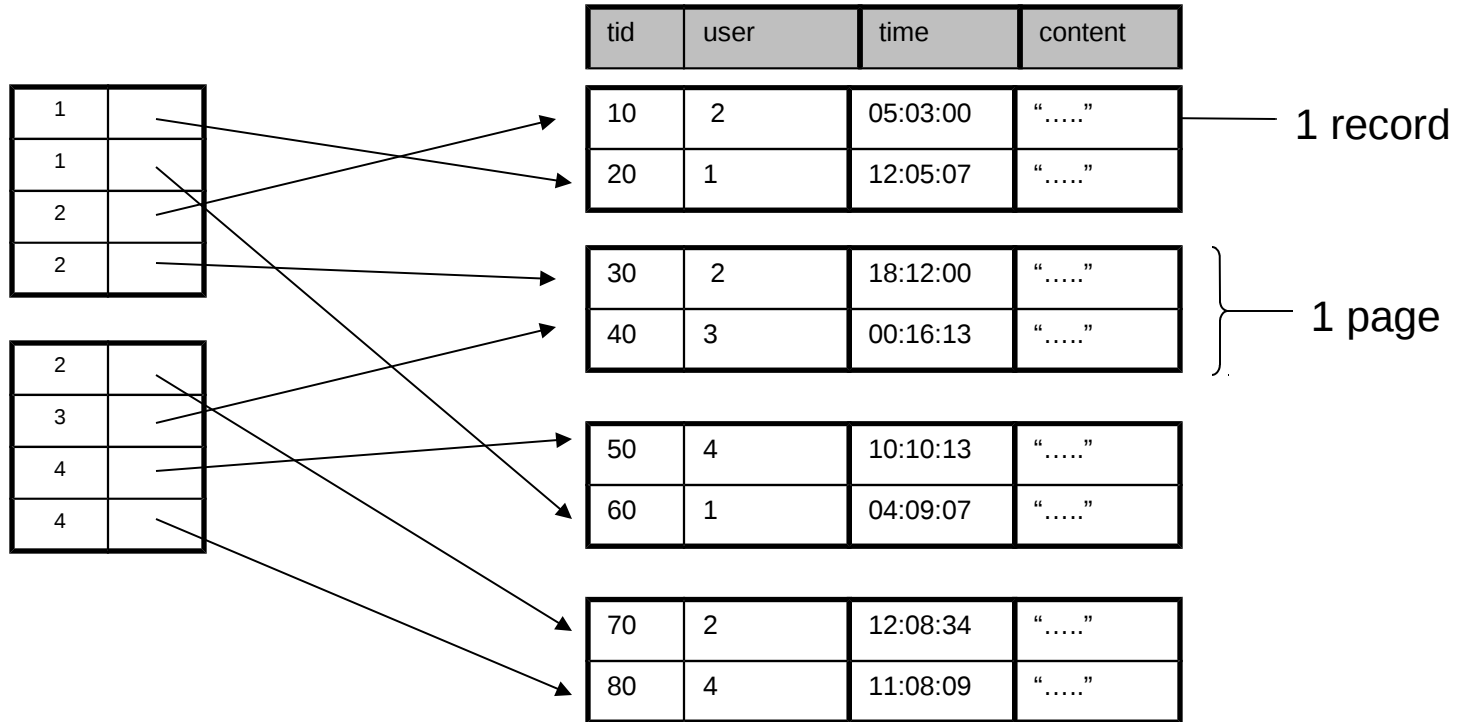 tid user time content
1
1
2
2
2
3
4
4
10 2 05:03:00 “…..”
20 1 12:05:07 “…..”
30 2 18:12:00 “…..”
40 3 00:16:13 “…..”
50 4 10:10:13 “…..”
60 1 04:09:07 “…..”
70 2 12:08:34 “…..”
80 4 11:08:09 “…..”
1 record
1 page